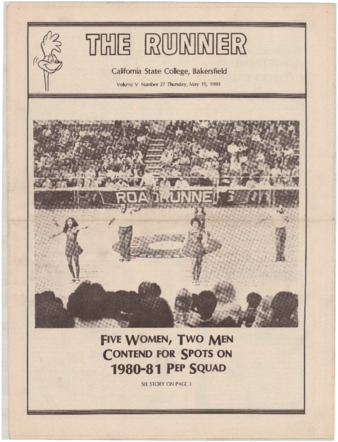 THE RUNNER
California State College, Bakersfield
Volume V Number 27 Thursday, May 15, 1980
ROADRUNNE
FIVE WOMEN, TWO MEN
CONTEND FOR SPOTS ON
1980-81 PEP SQUAD
SEE STORY ON PAGE 3